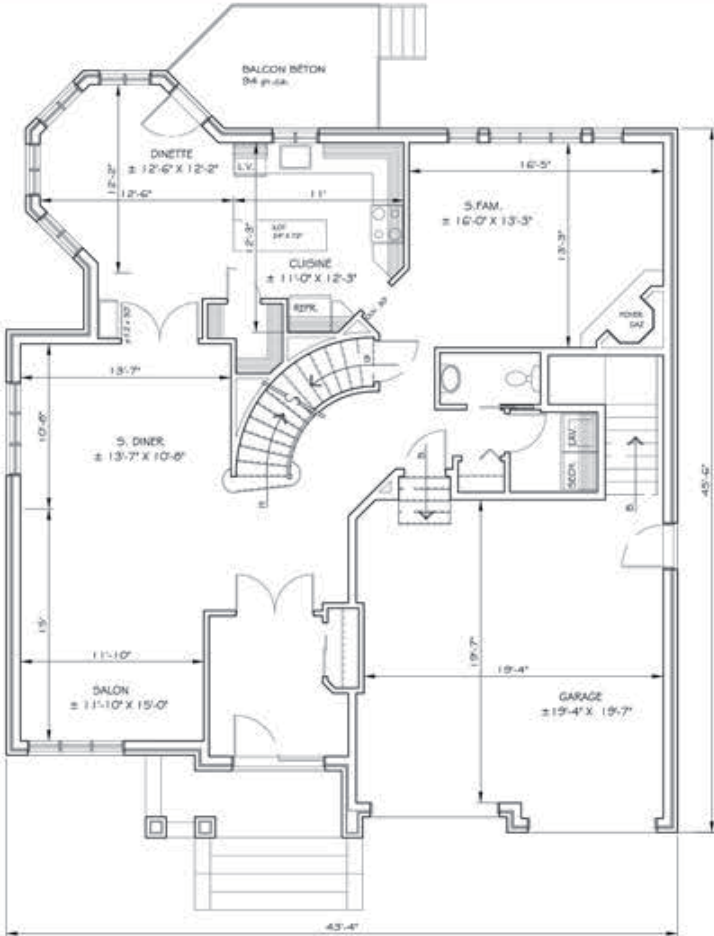 BALCON BÉTON
94 pi.ca.
DINETTE
± 12'-6" X 12'-2"
12'-2"
12'-6"
L.V.
11'
12'-3"
CUISINE
± 11'-0" X 12'-3"
RÉFR.
16'-5"
S.FAM.
± 16'-0" X 13'-3"
13'-3"
FOYER
GAZ
13'-7"
10'-8"
S. DINER
± 13'-7" X 10'-8"
LAV.
SECH.
B.
B.
45'-6"
15'
11'-10"
SALON
± 11'-10" X 15'-0"
19'-7"
19'-4"
GARAGE
±19'-4" X 19'-7"
43'-4"